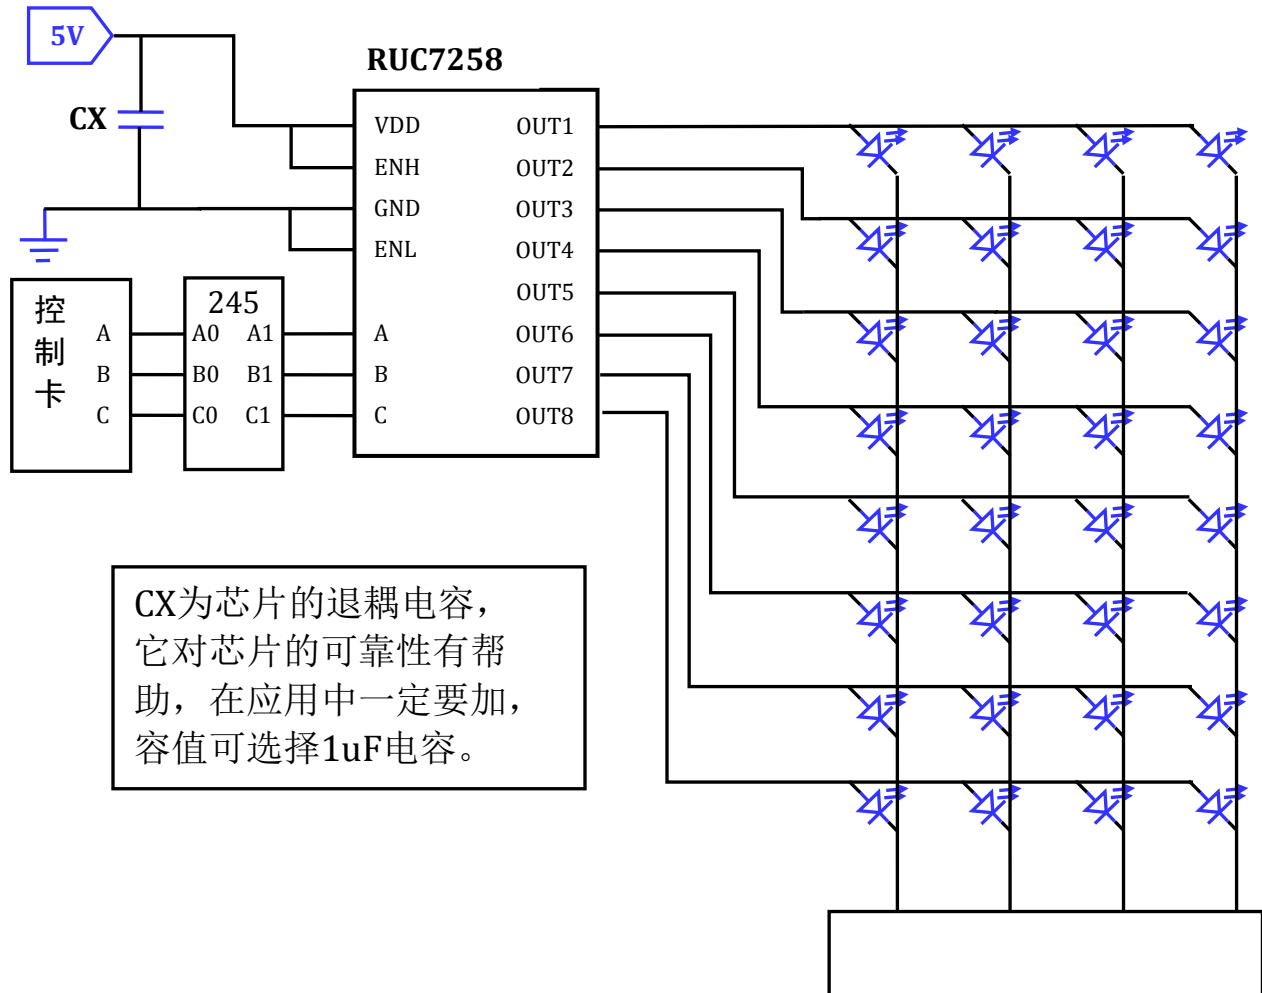 5V
RUC7258
CX
VDD OUT1
ENH OUT2
GND OUT3
ENL OUT4
OUT5
A OUT6
B OUT7
C OUT8
控制卡
A
B
C
245
A0 A1
B0 B1
C0 C1
CX为芯片的退耦电容，
它对芯片的可靠性有帮
助，在应用中一定要加，
容值可选择1uF电容。